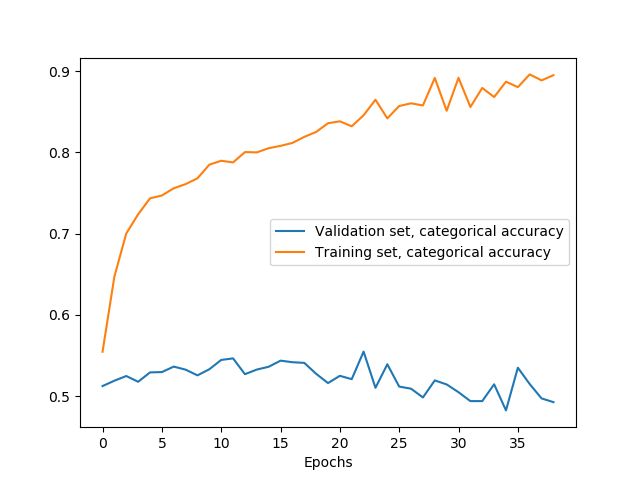 0.9
0.8
0.7
0.6
0.5
Validation set, categorical accuracy
Training set, categorical accuracy
0 5 10 15 20 25 30 35
Epochs